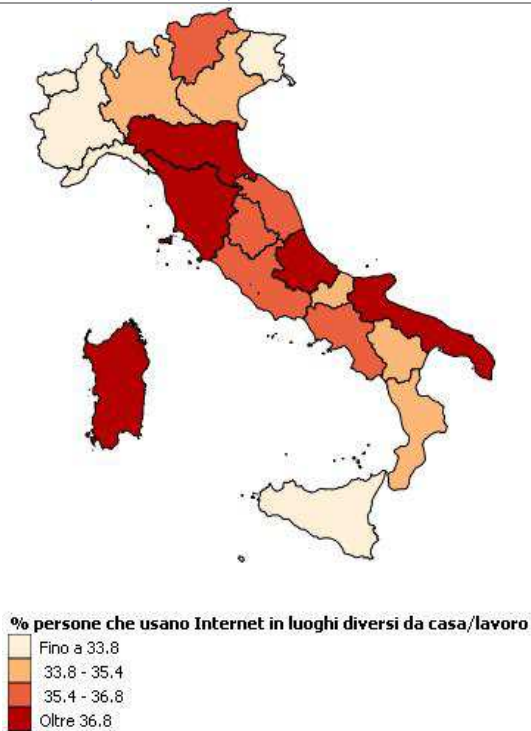 % persone che usano Internet in luoghi diversi da casa/lavoro
Fino a 33.8
33.8 - 35.4
35.4 - 36.8
Oltre 36.8